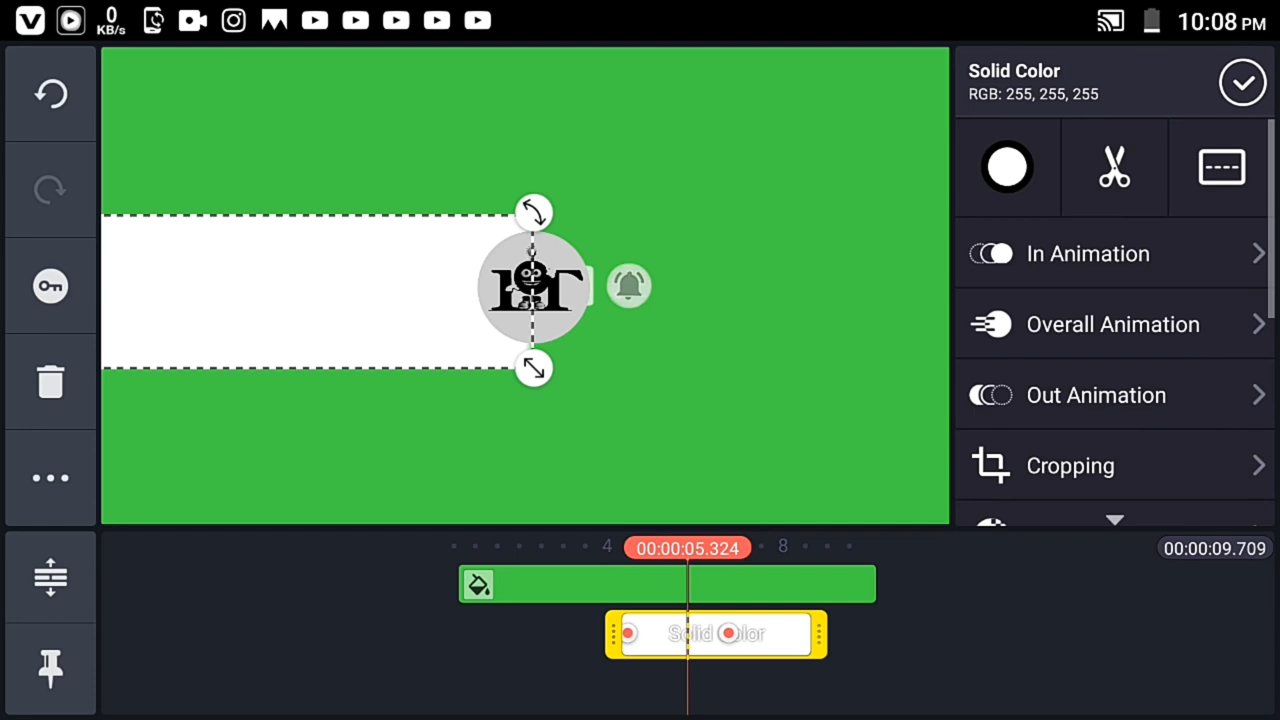 0
KB/s
10:08 PM
Solid Color
RGB: 255, 255, 255
In Animation
Overall Animation
Out Animation
Cropping
4
00:00:05.324
8
00:00:09.709
Solid Color